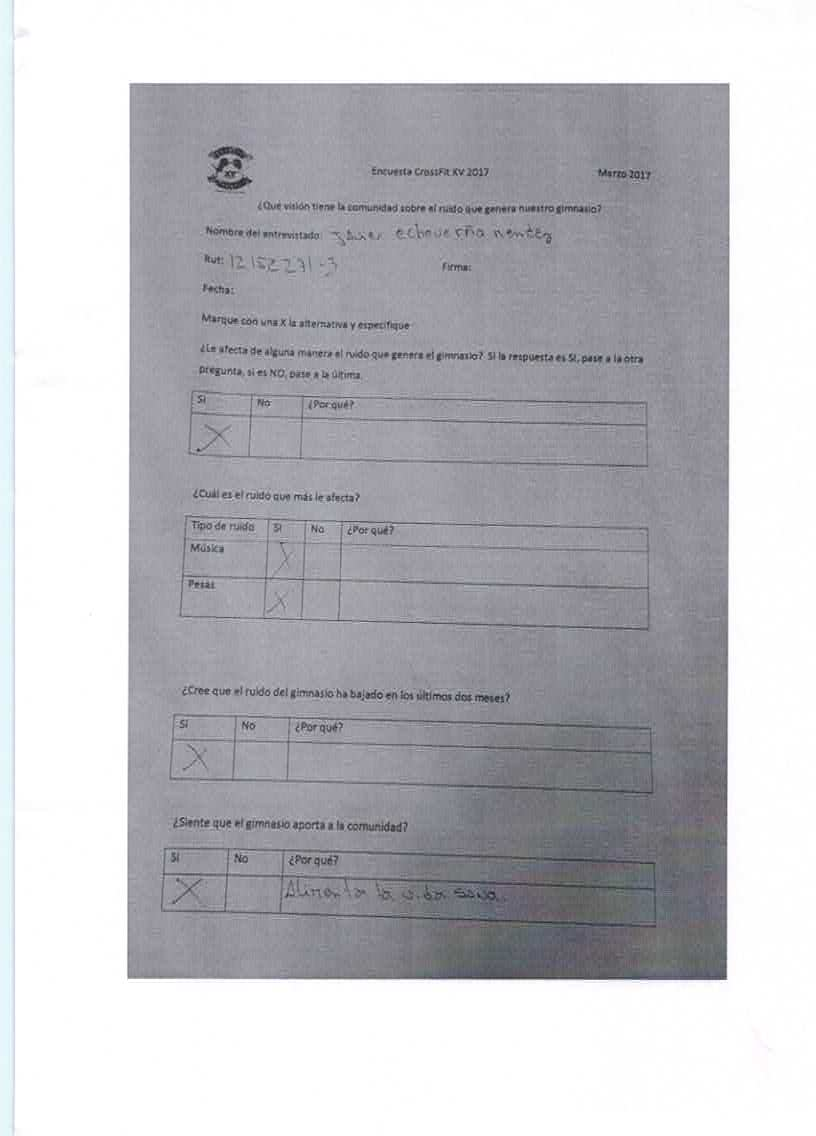 XV
Encuesta CrossFit XV 2017 Marzo 2017
¿Que visión tiene la comunidad sobre el ruido que genera nuestro gimnasio?
Nombre del entrevistado: echeverria
Rut: 12152271-3 Firma:
Fecha:
Marque con una X la alternativa y especifique
¿Le afecta de alguna manera el ruido que genera el gimnasio? Si la respuesta es SI, pase a la otra
pregunta, si es NO, pase a la última.
Si No ¿Por qué?
X
¿Cuál es el ruido que más le afecta?
Tipo de ruido Si No ¿Por qué?
Música X
Pesas X
¿Cree que el ruido del gimnasio ha bajado en los últimos dos meses?
Si No ¿Por qué?
X
¿Siente que el gimnasio aporta a la comunidad?
Si No ¿Por qué?
X Alimenta la vida sana.